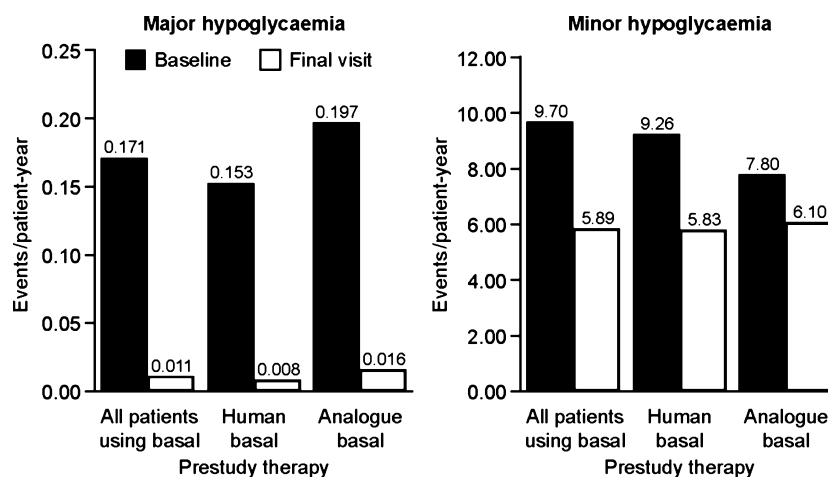 Major hypoglycaemia
Baseline
Final visit
Events/patient-year
0.25
0.20
0.15
0.10
0.05
0.00
0.171
0.011
0.153
0.008
0.197
0.016
All patients
using basal
Human
basal
Analogue
basal
Prestudy therapy
Minor hypoglycaemia
Events/patient-year
12.00
10.00
8.00
6.00
4.00
2.00
0.00
9.70
5.89
9.26
5.83
7.80
6.10
All patients
using basal
Human
basal
Analogue
basal
Prestudy therapy